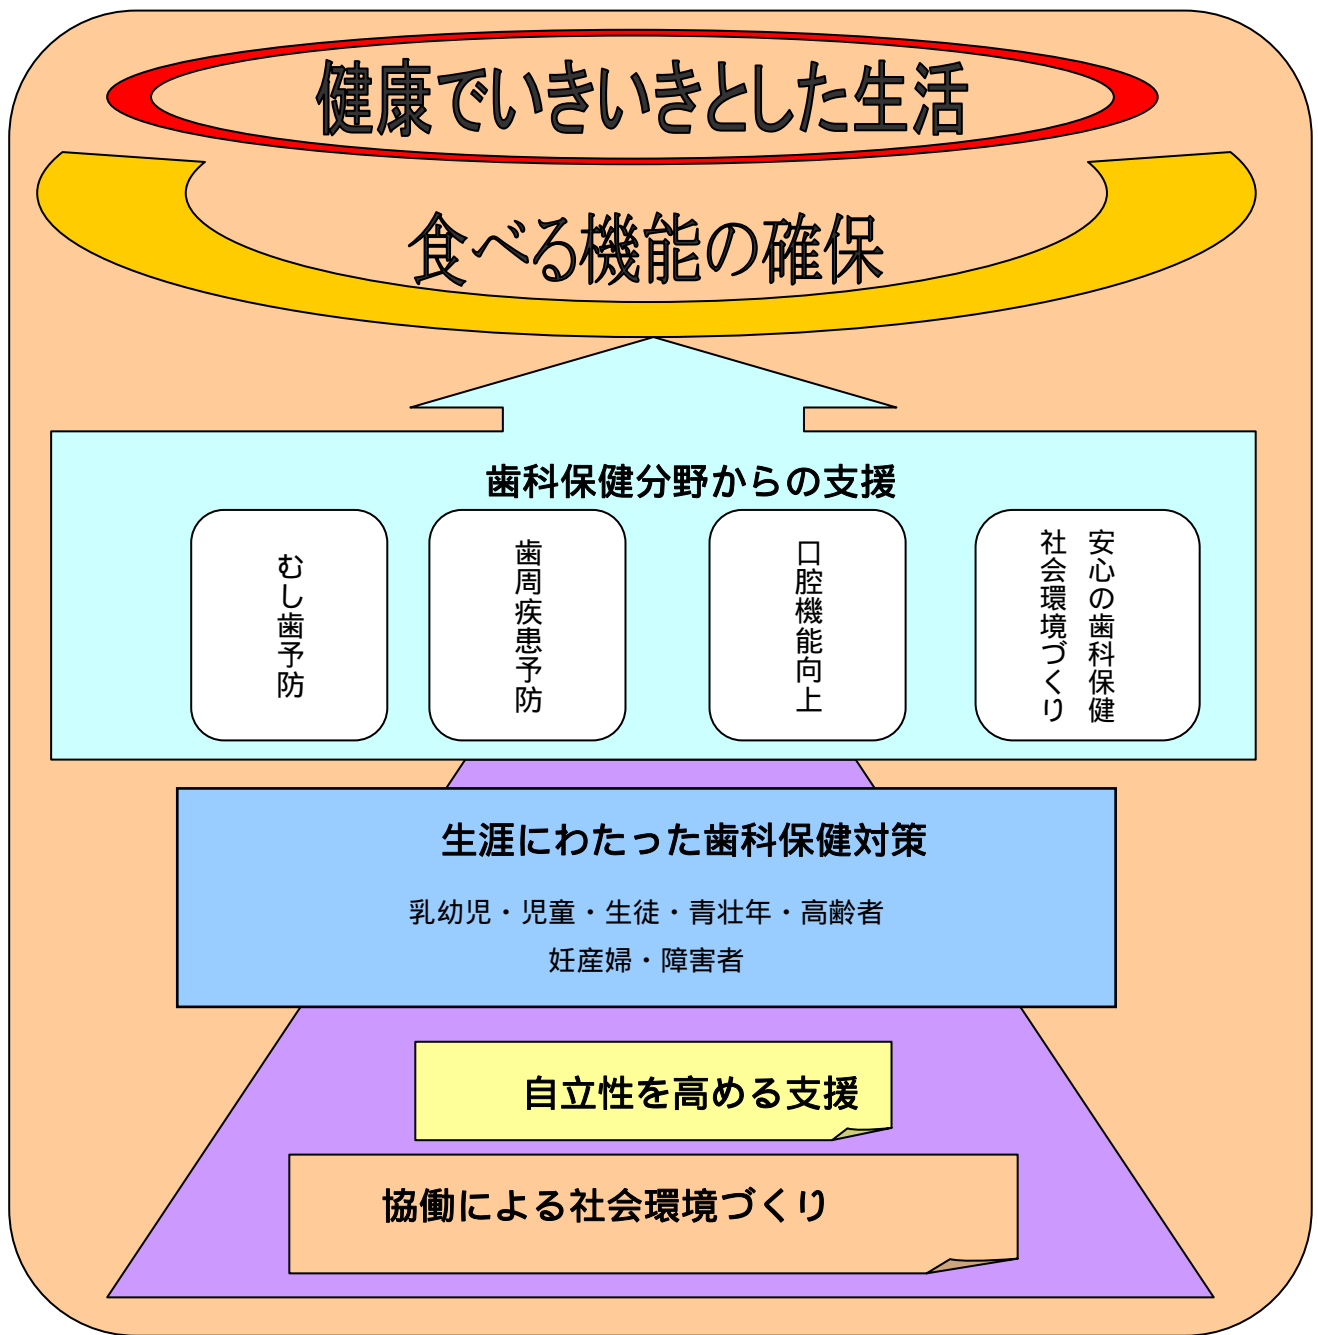 健康でいきいきとした生活
食べる機能の確保
歯科保健分野からの支援
むし歯予防
歯周疾患予防
口腔機能向上
安心の歯科保健
社会環境づくり
生涯にわたった歯科保健対策
乳幼児・児童・生徒・青壮年・高齢者
妊産婦・障害者
自立性を高める支援
協働による社会環境づくり